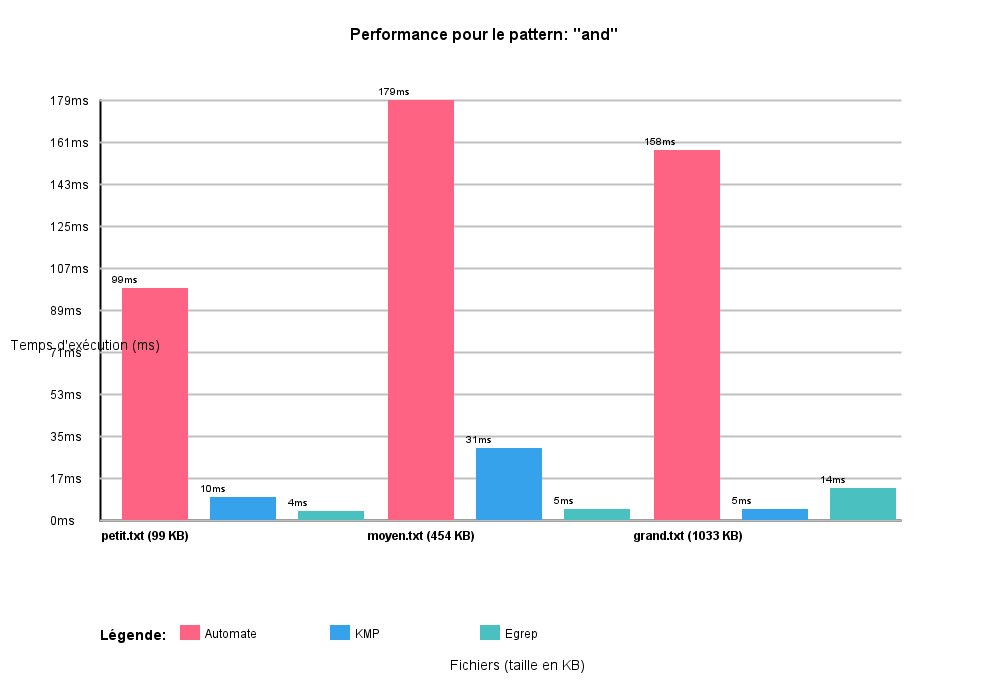 Performance pour le pattern: "and"
179ms
179ms
161ms
158ms
143ms
125ms
107ms
99ms
89ms
Temps d'exécution (ms)
71ms
53ms
35ms
31ms
17ms
10ms
4ms
5ms
5ms
14ms
0ms
petit.txt (99 KB)
moyen.txt (454 KB)
grand.txt (1033 KB)
Légende:
Automate
KMP
Egrep
Fichiers (taille en KB)